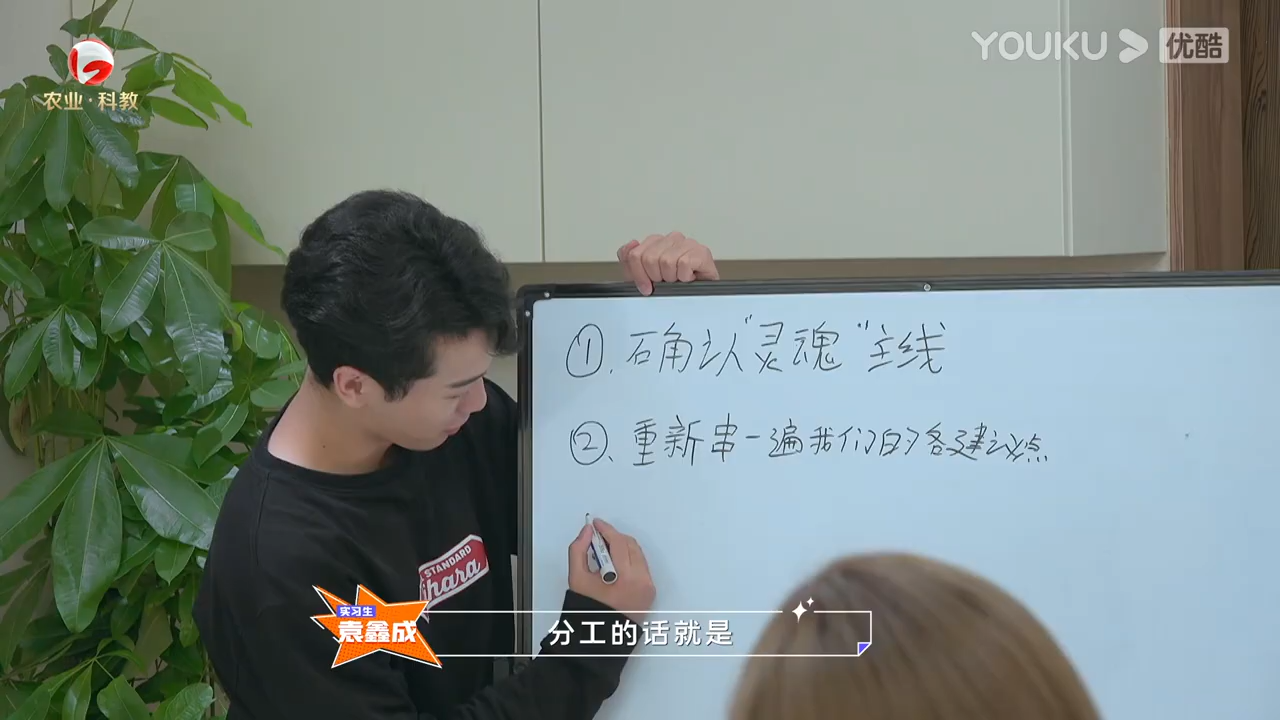 YOUKU 优酷
农业·科教
①. 确认"灵魂"主线
②、重新串一遍我们的各建议点
STANDARD
ihara
实习生
袁鑫成
分工的话就是